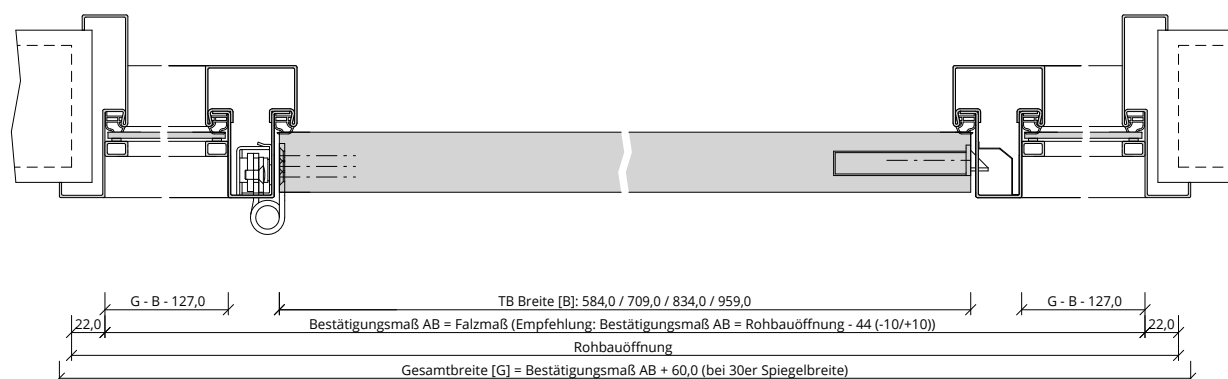 G - B - 127,0 TB Breite [B]: 584,0 / 709,0 / 834,0 / 959,0 G - B - 127,0
22,0 Bestätigungsmaß AB = Falzmaß (Empfehlung: Bestätigungsmaß AB = Rohbauöffnung - 44 (-10/+10)) 22,0
Rohbauöffnung
Gesamtbreite [G] = Bestätigungsmaß AB + 60,0 (bei 30er Spiegelbreite)